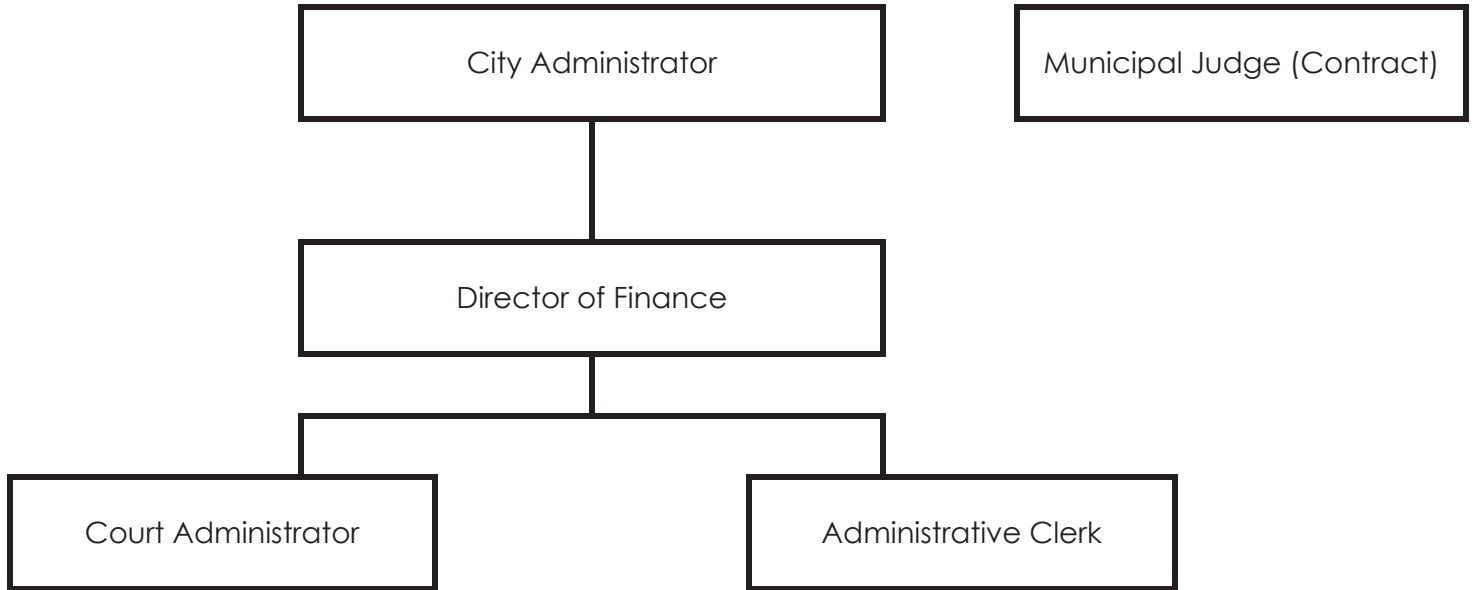 City Administrator
Municipal Judge (Contract)
Director of Finance
Court Administrator
Administrative Clerk